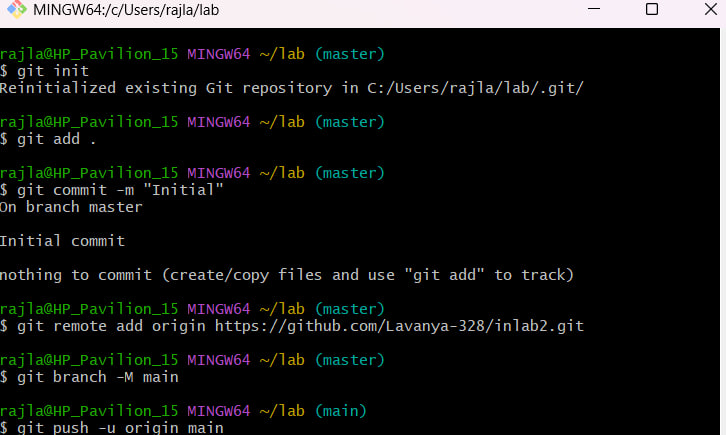 MINGW64:/c/Users/rajla/lab
rajla@HP_Pavilion_15 MINGW64 ~/lab (master)
$ git init
Reinitialized existing Git repository in C:/Users/rajla/lab/.git/
rajla@HP_Pavilion_15 MINGW64 ~/lab (master)
$ git add .
rajla@HP_Pavilion_15 MINGW64 ~/lab (master)
$ git commit -m "Initial"
On branch master
Initial commit
nothing to commit (create/copy files and use "git add" to track)
rajla@HP_Pavilion_15 MINGW64 ~/lab (master)
$ git remote add origin https://github.com/Lavanya-328/inlab2.git
rajla@HP_Pavilion_15 MINGW64 ~/lab (master)
$ git branch -M main
rajla@HP_Pavilion_15 MINGW64 ~/lab (main)
$ git push -u origin main